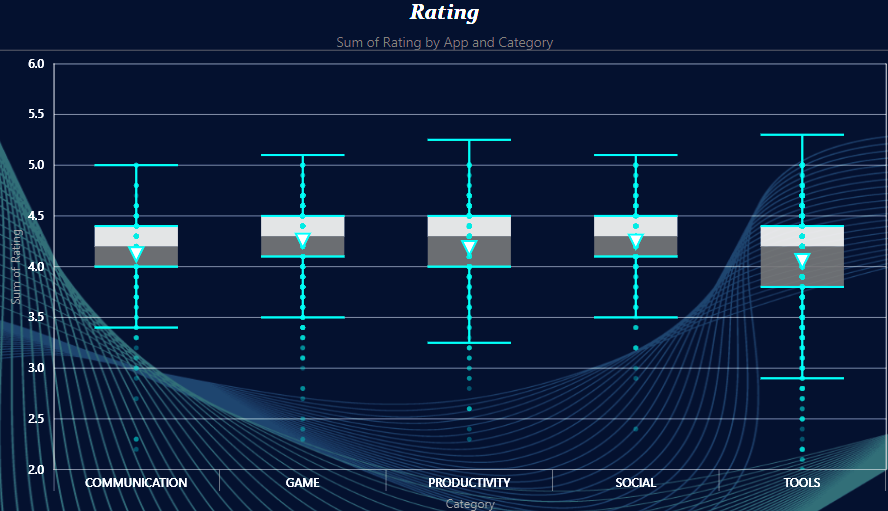 Rating
Sum of Rating by App and Category
6.0
5.5
5.0
4.5
4.0
3.5
3.0
2.5
2.0
Sum of Rating
COMMUNICATION GAME PRODUCTIVITY SOCIAL TOOLS
Category